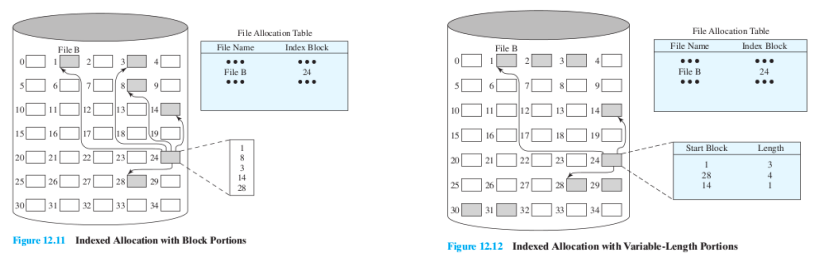 File Allocation Table
File Name Index Block
••• •••
File B 24
••• •••
File B
0 1 2 3 4
5 6 7 8 9
10 11 12 13 14
15 16 17 18 19
20 21 22 23 24
25 26 27 28 29
30 31 32 33 34
1
8
3
14
28
Figure 12.11 Indexed Allocation with Block Portions
File Allocation Table
File Name Index Block
••• •••
File B 24
••• •••
File B
0 1 2 3 4
5 6 7 8 9
10 11 12 13 14
15 16 17 18 19
20 21 22 23 24
25 26 27 28 29
30 31 32 33 34
Start Block Length
1 3
28 4
14 1
Figure 12.12 Indexed Allocation with Variable-Length Portions